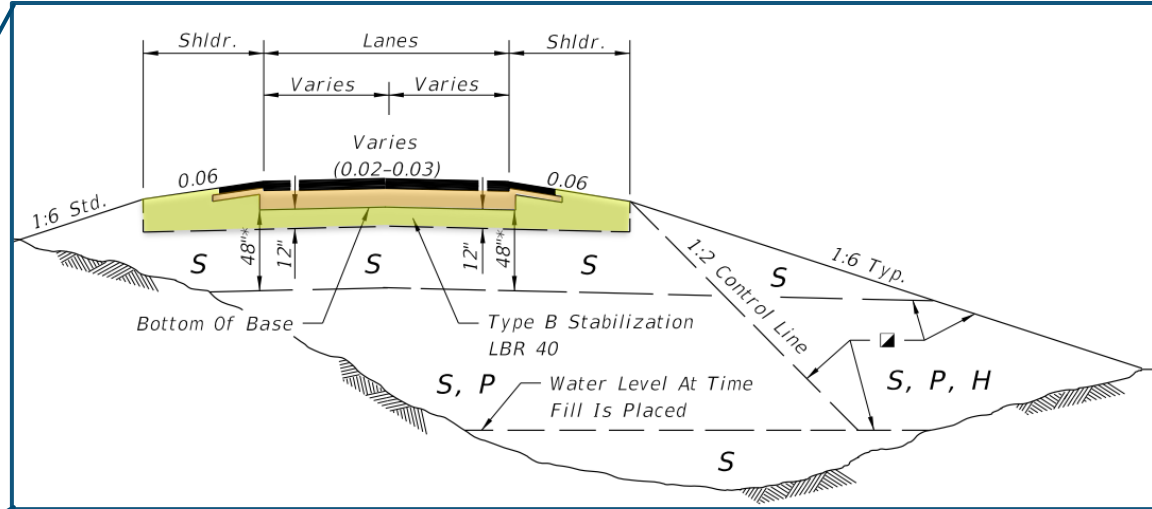 Shldr.
Lanes
Shldr.
Varies
Varies
Varies
(0.02-0.03)
0.06
0.06
1:6 Std.
48"*
12"
12"
48"*
S
S
S
S
1:2 Control Line
1:6 Typ.
Bottom Of Base
Type B Stabilization
LBR 40
S, P
Water Level At Time
Fill Is Placed
S, P, H
S